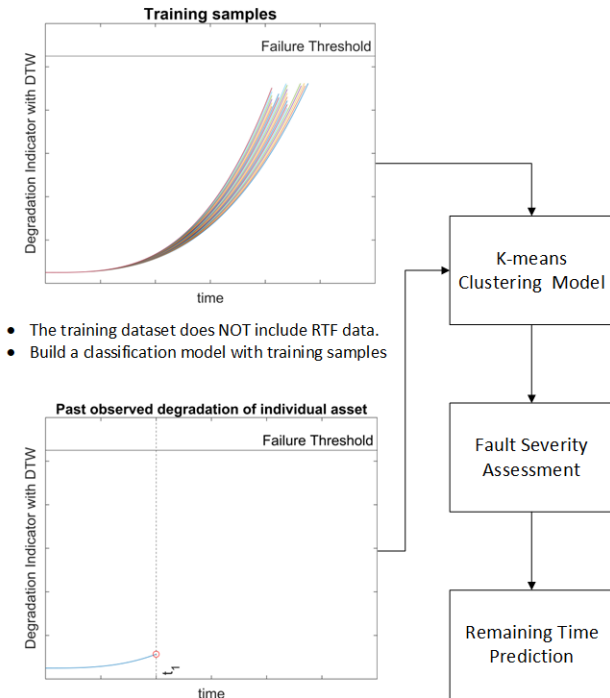 Training samples
Failure Threshold
Degradation Indicator with DTW
time
K-means
Clustering Model
• The training dataset does NOT include RTF data.
• Build a classification model with training samples
Past observed degradation of individual asset
Failure Threshold
Degradation Indicator with DTW
t1
time
Fault Severity
Assessment
Remaining Time
Prediction